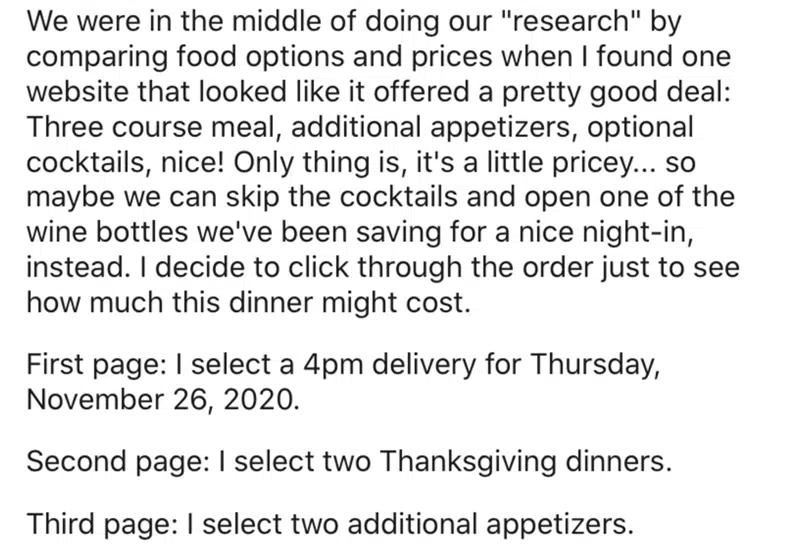 We were in the middle of doing our "research" by
comparing food options and prices when I found one
website that looked like it offered a pretty good deal:
Three course meal, additional appetizers, optional
cocktails, nice! Only thing is, it's a little pricey... so
maybe we can skip the cocktails and open one of the
wine bottles we've been saving for a nice night-in,
instead. I decide to click through the order just to see
how much this dinner might cost.
First page: I select a 4pm delivery for Thursday,
November 26, 2020.
Second page: I select two Thanksgiving dinners.
Third page: I select two additional appetizers.